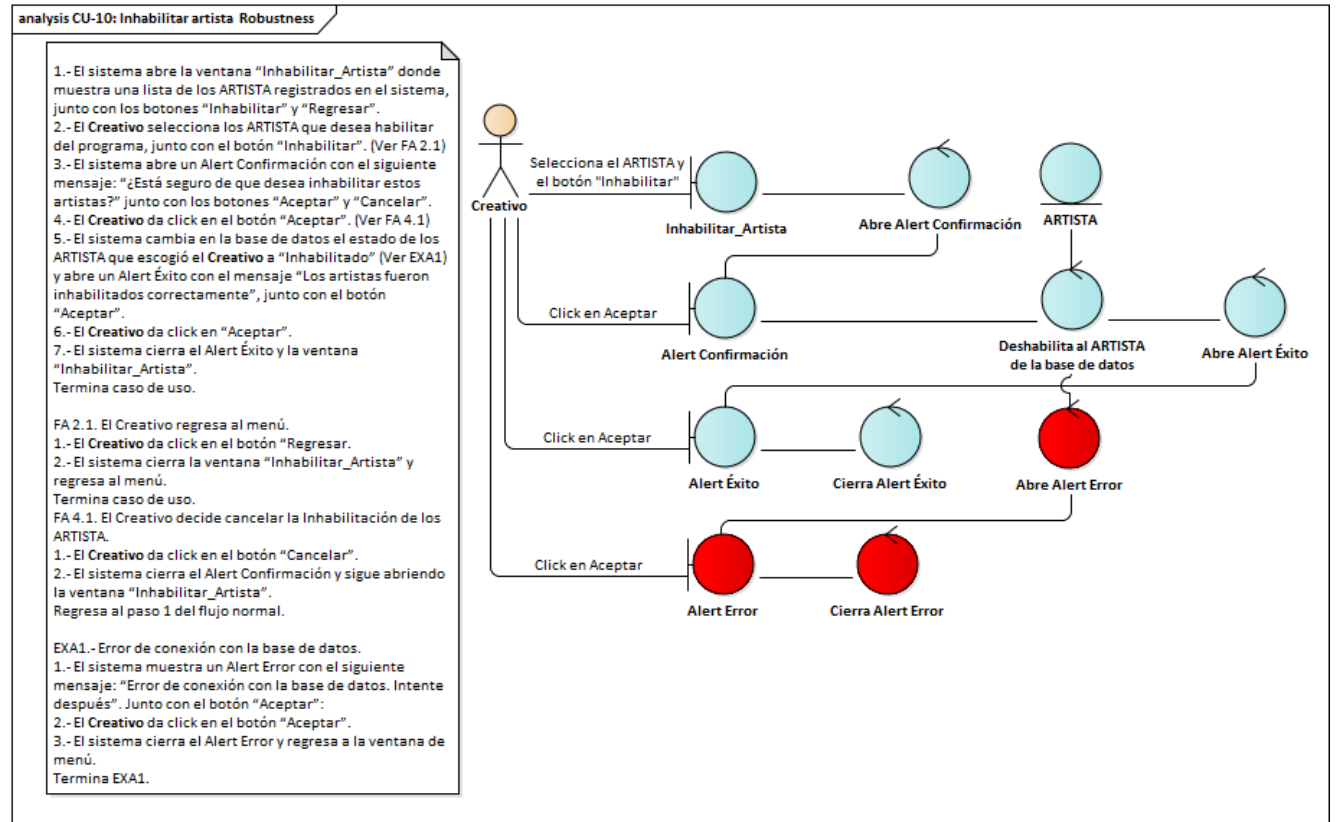 analysis CU-10: Inhabilitar artista Robustness
1.- El sistema abre la ventana “Inhabilitar_Artista” donde
muestra una lista de los ARTISTA registrados en el sistema,
junto con los botones “Inhabilitar” y “Regresar”.
2.- El Creativo selecciona los ARTISTA que desea habilitar
del programa, junto con el botón “Inhabilitar”. (Ver FA 2.1)
3.- El sistema abre un Alert Confirmación con el siguiente
mensaje: “¿Está seguro de que desea inhabilitar estos
artistas?” junto con los botones “Aceptar” y “Cancelar”.
4.- El Creativo da click en el botón “Aceptar”. (Ver FA 4.1)
5.- El sistema cambia en la base de datos el estado de los
ARTISTA que escogió el Creativo a “Inhabilitado” (Ver EXA1)
y abre un Alert Éxito con el mensaje “Los artistas fueron
inhabilitados correctamente”, junto con el botón
“Aceptar”.
6.- El Creativo da click en “Aceptar”.
7.- El sistema cierra el Alert Éxito y la ventana
“Inhabilitar_Artista”.
Termina caso de uso.
FA 2.1. El Creativo regresa al menú.
1.- El Creativo da click en el botón “Regresar.
2.- El sistema cierra la ventana “Inhabilitar_Artista” y
regresa al menú.
Termina caso de uso.
FA 4.1. El Creativo decide cancelar la Inhabilitación de los
ARTISTA.
1.- El Creativo da click en el botón “Cancelar”.
2.- El sistema cierra el Alert Confirmación y sigue abriendo
la ventana “Inhabilitar_Artista”.
Regresa al paso 1 del flujo normal.
EXA1.- Error de conexión con la base de datos.
1.- El sistema muestra un Alert Error con el siguiente
mensaje: “Error de conexión con la base de datos. Intente
después”. Junto con el botón “Aceptar”:
2.- El Creativo da click en el botón “Aceptar”.
3.- El sistema cierra el Alert Error y regresa a la ventana de
menú.
Termina EXA1.
Creativo
Selecciona el ARTISTA y
el botón "Inhabilitar"
Inhabilitar_Artista
Abre Alert Confirmación
ARTISTA
Click en Aceptar
Alert Confirmación
Deshabilita al ARTISTA
de la base de datos
Abre Alert Éxito
Click en Aceptar
Alert Éxito
Cierra Alert Éxito
Abre Alert Error
Click en Aceptar
Alert Error
Cierra Alert Error